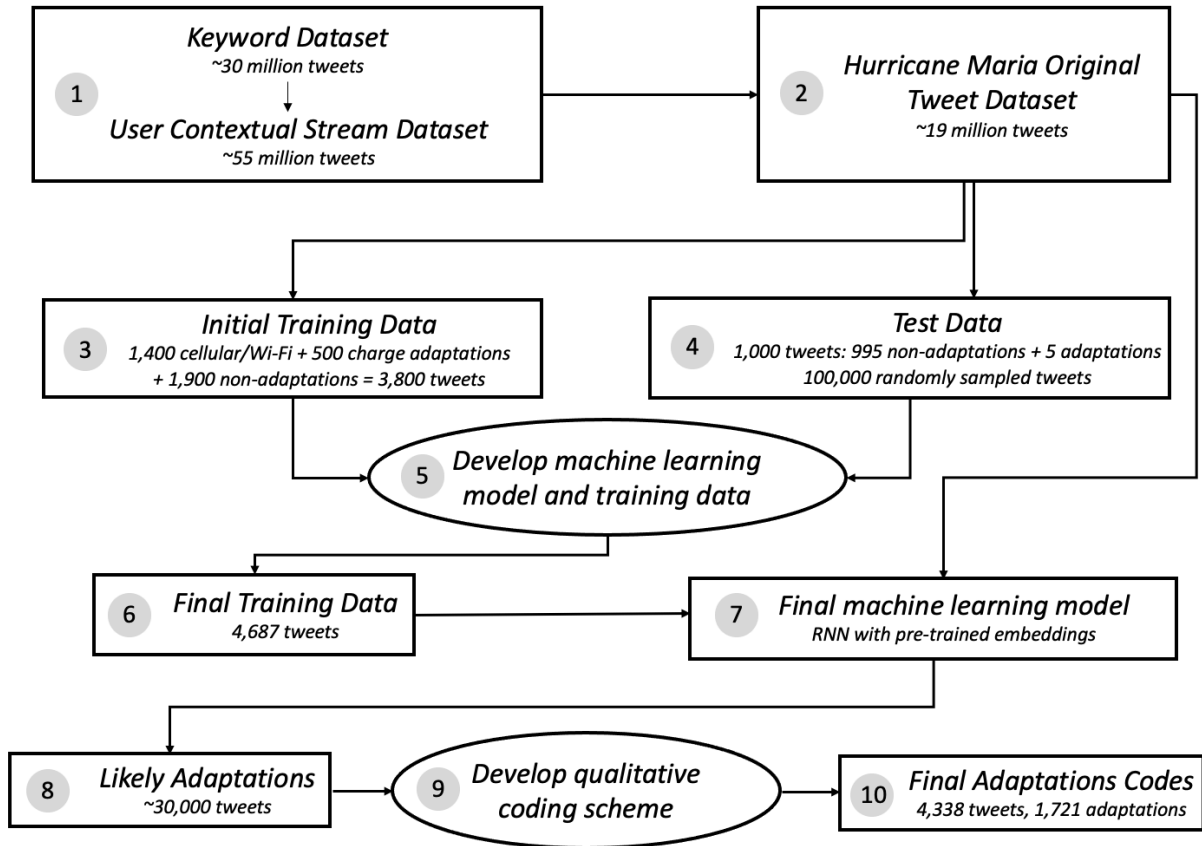 1
Keyword Dataset
~30 million tweets
User Contextual Stream Dataset
~55 million tweets
2
Hurricane Maria Original
Tweet Dataset
~19 million tweets
3
Initial Training Data
1,400 cellular/Wi-Fi + 500 charge adaptations
+ 1,900 non-adaptations = 3,800 tweets
4
Test Data
1,000 tweets: 995 non-adaptations + 5 adaptations
100,000 randomly sampled tweets
5
Develop machine learning
model and training data
6
Final Training Data
4,687 tweets
7
Final machine learning model
RNN with pre-trained embeddings
8
Likely Adaptations
~30,000 tweets
9
Develop qualitative
coding scheme
10
Final Adaptations Codes
4,338 tweets, 1,721 adaptations